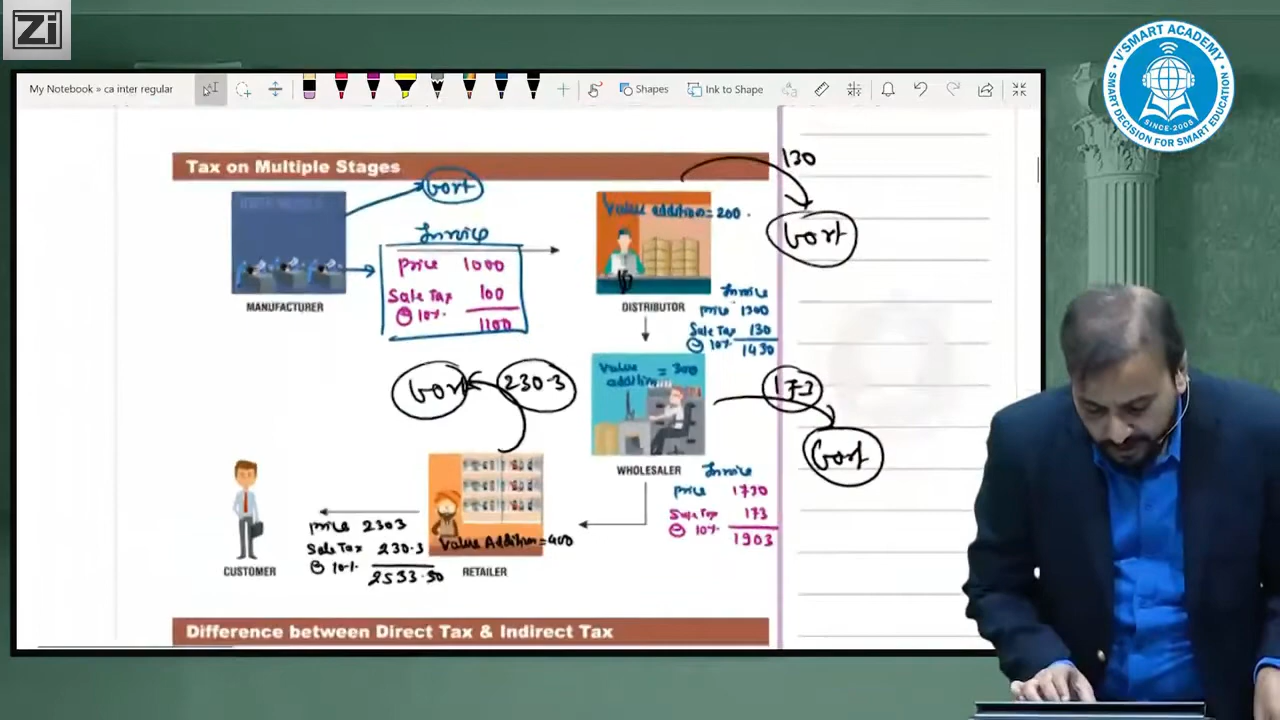 Zi
V'SMART ACADEMY
SMART DECISION FOR SMART EDUCATION
SINCE-2008
My Notebook » ca inter regular
Shapes
Ink to Shape
Tax on Multiple Stages
130
Govt
Value addition = 200
Govt
Invoice
Price 1000
Sale Tax 100
@ 10%
1100
MANUFACTURER
DISTRIBUTOR
Invoice
Price 1300
Sale Tax 130
@ 10% 1430
Value addition = 300
Govt
230.3
173
Govt
WHOLESALER
Invoice
Price 1730
Sale Tax 173
@ 10% 1903
Price 2303
Sale Tax 230.3
@ 10% 2533.30
Value Addition = 400
CUSTOMER
RETAILER
Difference between Direct Tax & Indirect Tax